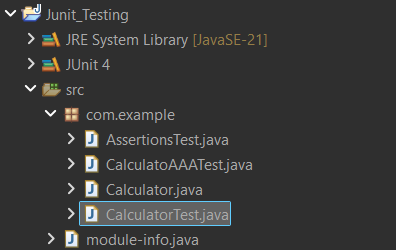 Junit_Testing
JRE System Library [JavaSE-21]
JUnit 4
src
com.example
AssertionsTest.java
CalculatoAAATest.java
Calculator.java
CalculatorTest.java
module-info.java